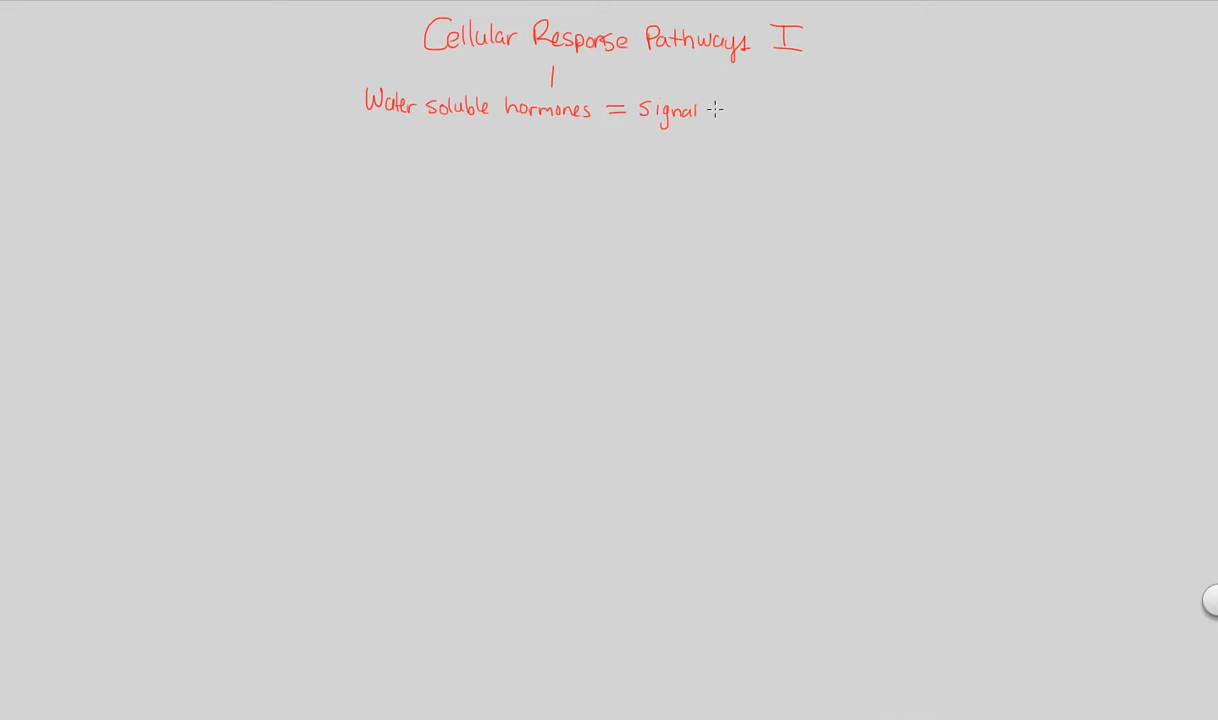 Cellular Response Pathways I
Water soluble hormones = Signal